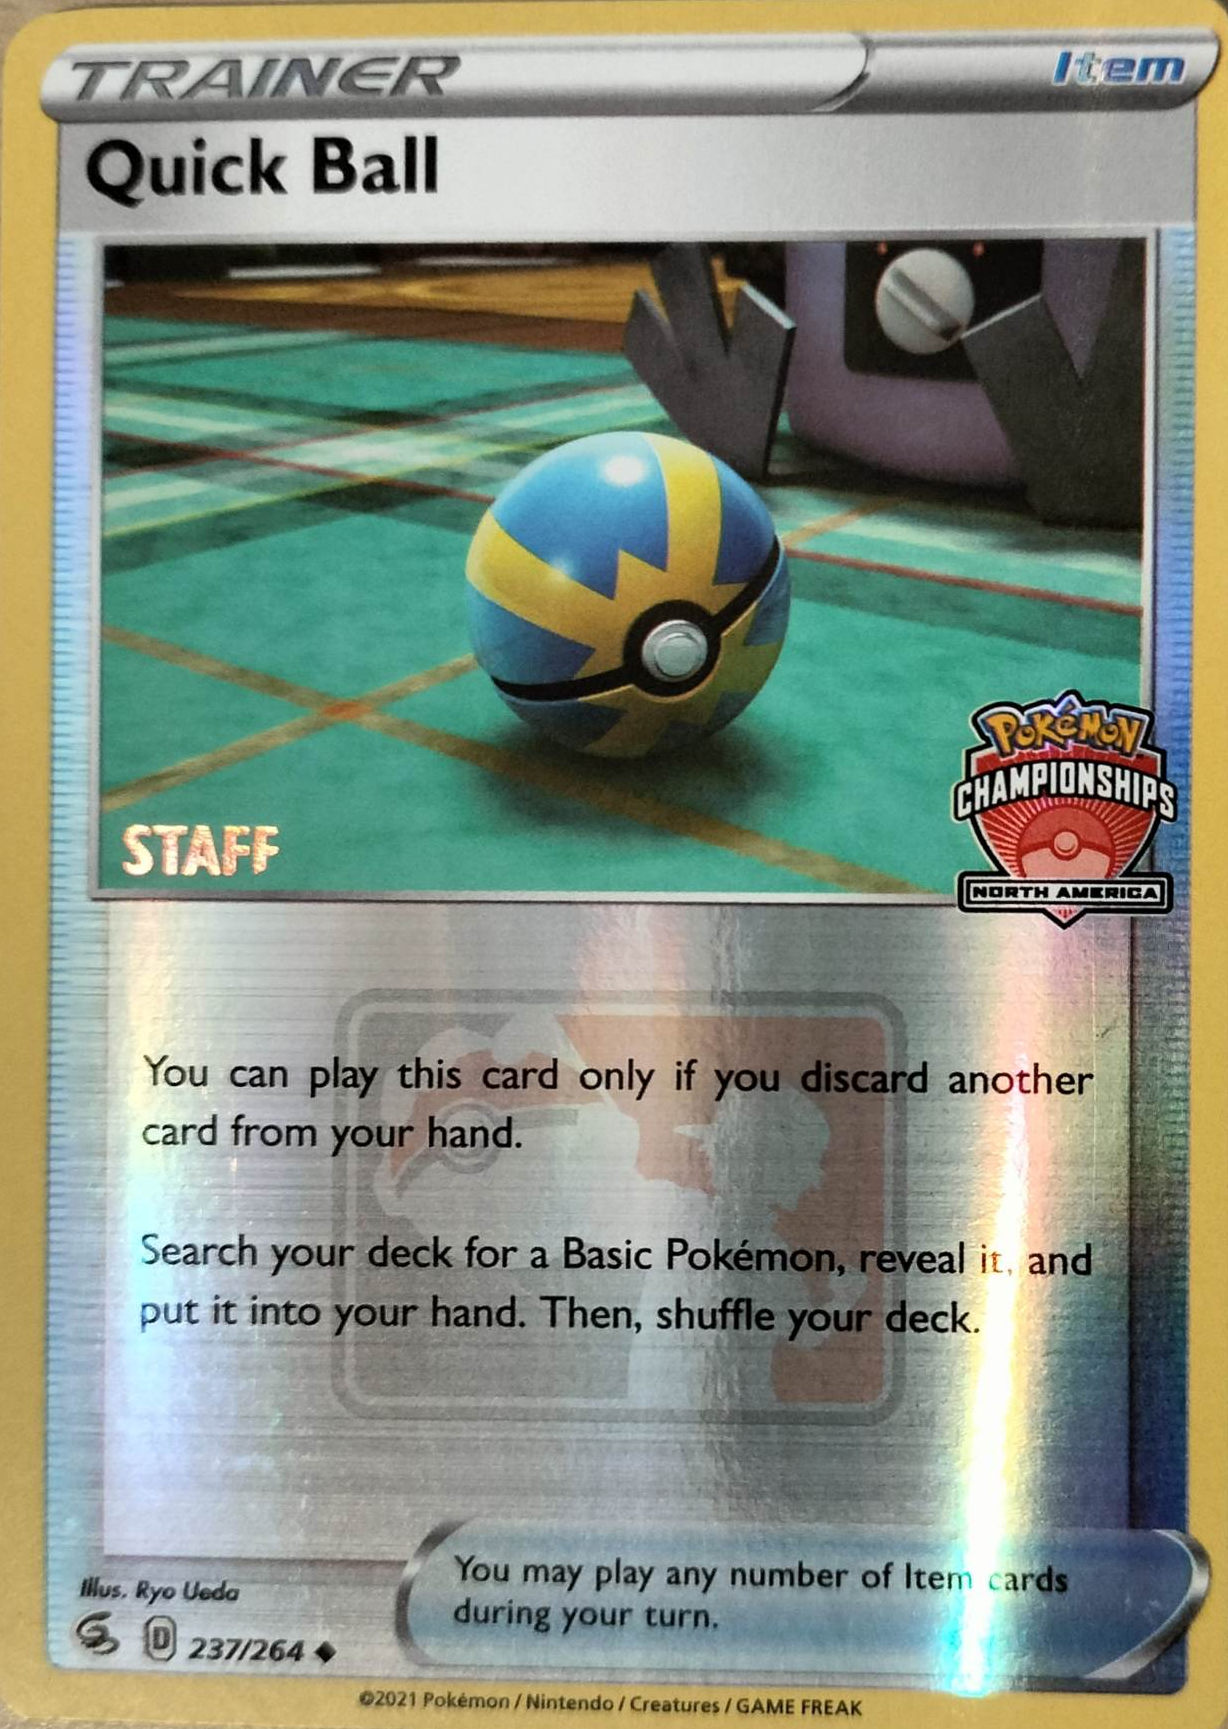 TRAINER
Item
Quick Ball
STAFF
Pokémon
CHAMPIONSHIPS
NORTH AMERICA
You can play this card only if you discard another
card from your hand.
Search your deck for a Basic Pokémon, reveal it, and
put it into your hand. Then, shuffle your deck.
TM
You may play any number of Item cards
during your turn.
Illus. Ryo Ueda
D 237/264
©2021 Pokémon / Nintendo / Creatures / GAME FREAK